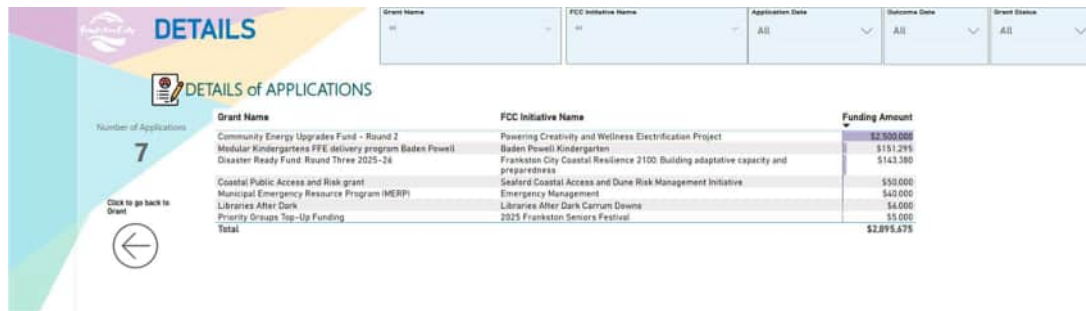 Frankston City
DETAILS
Grant Name
FCC Initiative Name
Application Date
All
Outcome Date
All
Grant Status
All
DETAILS of APPLICATIONS
Number of Applications
7
Click to go back to
Grant
Grant Name FCC Initiative Name Funding Amount
Community Energy Upgrades Fund - Round 2 Powering Creativity and Wellness Electrification Project $2,500,000
Modular Kindergartens FFE delivery program Baden Powell Baden Powell Kindergarten $151,295
Disaster Ready Fund: Round Three 2025-26 Frankston City Coastal Resilience 2100: Building adaptative capacity and $143,380
preparedness
Coastal Public Access and Risk grant Seaford Coastal Access and Dune Risk Management Initiative $50,000
Municipal Emergency Resource Program (MERP) Emergency Management $40,000
Libraries After Dark Libraries After Dark Carrum Downs
Priority Groups Top-Up Funding 2025 Frankston Seniors Festival $5,000
Total $2,895,675